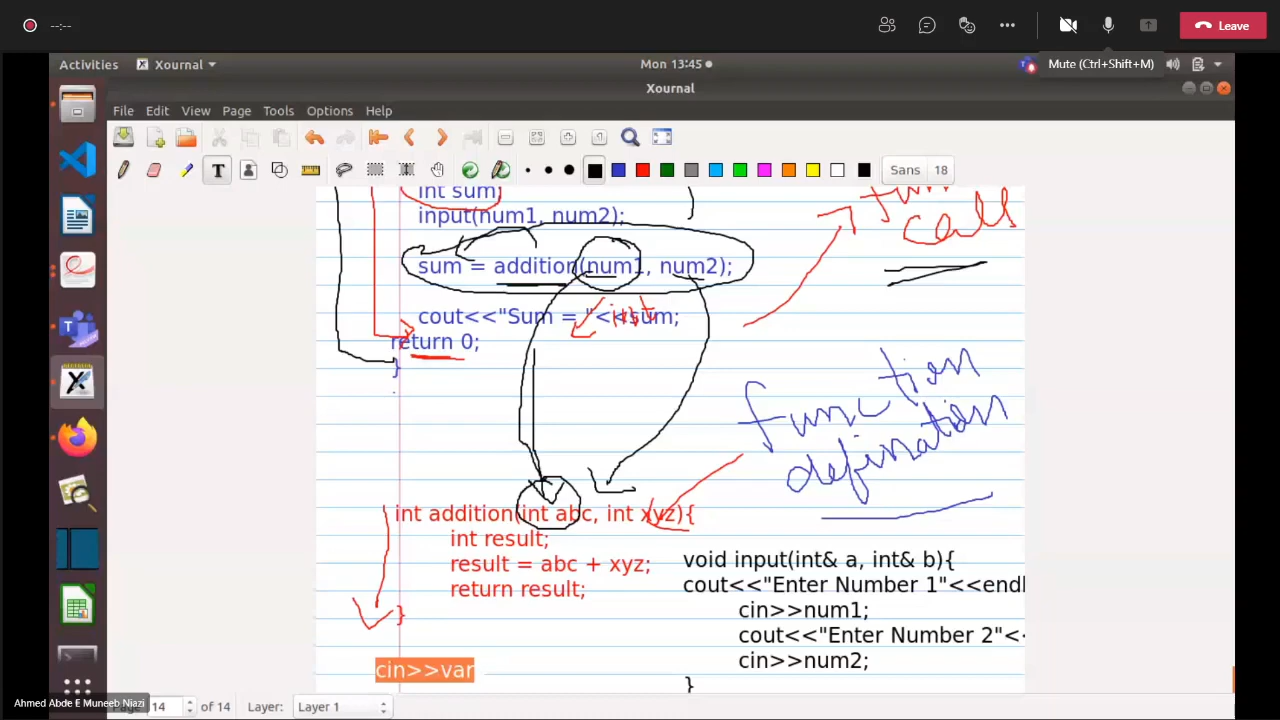 --:--
Leave
Activities
Xournal
Mon 13:45
Mute (Ctrl+Shift+M)
Xournal
File Edit View Page Tools Options Help
Sans 18
int sum
input(num1, num2);
call
sum = addition(num1, num2);
int
cout<<"Sum = "<<sum;
return 0;
}
function
defination
int addition(int abc, int xyz){
int result;
result = abc + xyz;
return result;
}
void input(int& a, int& b){
cout<<"Enter Number 1"<<endl
cin>>num1;
cout<<"Enter Number 2"<<
cin>>num2;
}
cin>>var
Ahmed Abde E Muneeb Niazi
Page 14 of 14 Layer: Layer 1